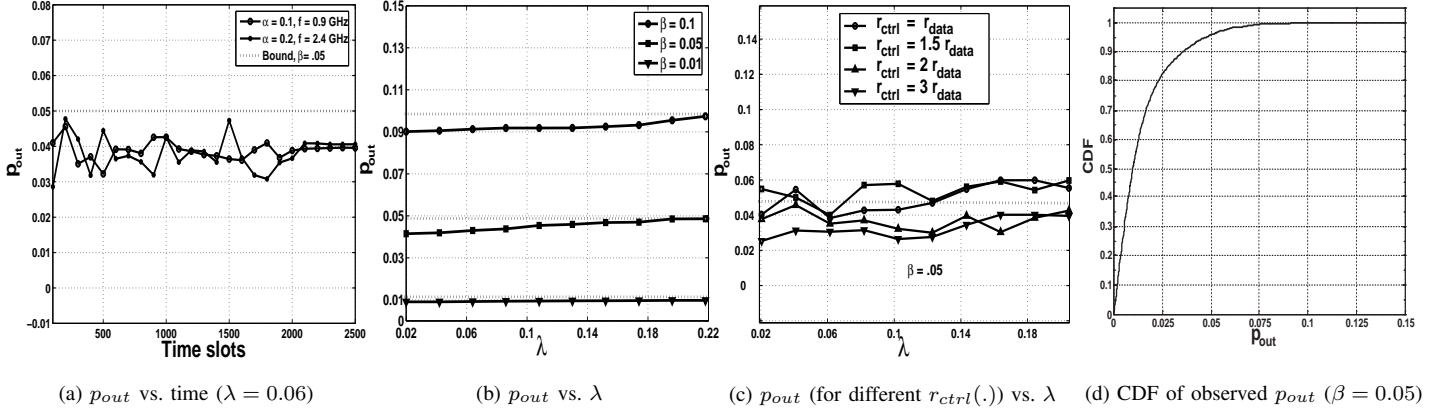 0.08
0.07
0.06
0.05
0.04
0.03
0.02
0.01
0
−0.01
p_out
500
1000
1500
2000
2500
Time slots
α = 0.1, f = 0.9 GHz
α = 0.2, f = 2.4 GHz
Bound, β= .05
(a) p_out vs. time (λ = 0.06)
0.15
0.13
0.11
0.09
0.07
0.05
0.03
0.01
0
p_out
0.02
0.06
0.10
0.14
0.18
0.22
λ
β = 0.1
β = 0.05
β = 0.01
(b) p_out vs. λ
0.14
0.12
0.1
0.08
0.06
0.04
0.02
0
p_out
0.02
0.06
0.1
0.14
0.18
λ
r_ctrl = r_data
r_ctrl = 1.5 r_data
r_ctrl = 2 r_data
r_ctrl = 3 r_data
β = .05
(c) p_out (for different r_ctrl(.) vs. λ
1
0.9
0.8
0.7
0.6
0.5
0.4
0.3
0.2
0.1
0
CDF
0
0.025
0.05
0.075
0.1
0.125
0.15
p_out
(d) CDF of observed p_out (β = 0.05)